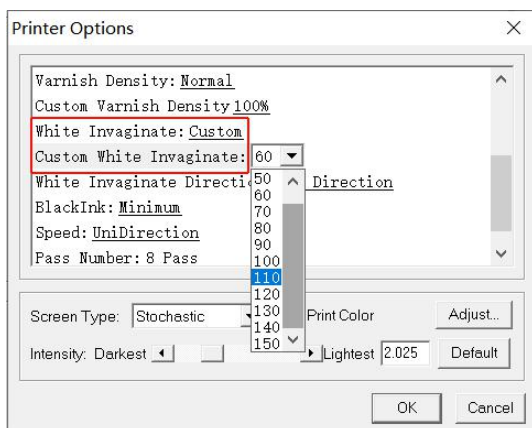 Printer Options
Varnish Density: Normal
Custom Varnish Density 100%
White Invaginate: Custom
Custom White Invaginate: 60
White Invaginate Directi Direction
BlackInk: Minimum
Speed: UniDirection
Pass Number: 8 Pass
50
60
70
80
90
100
110
120
130
140
150
Screen Type: Stochastic Print Color Adjust...
Intensity: Darkest Lightest 2.025 Default
OK Cancel